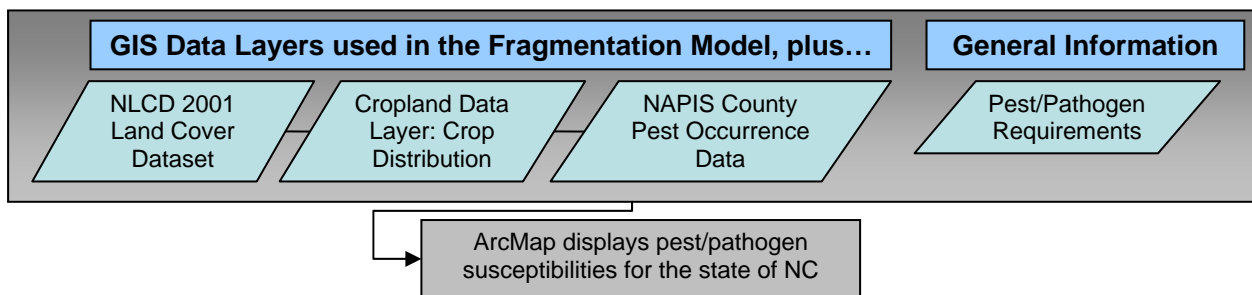 GIS Data Layers used in the Fragmentation Model, plus…
General Information
NLCD 2001
Land Cover
Dataset
Cropland Data
Layer: Crop
Distribution
NAPIS County
Pest Occurrence
Data
Pest/Pathogen
Requirements
ArcMap displays pest/pathogen
susceptibilities for the state of NC